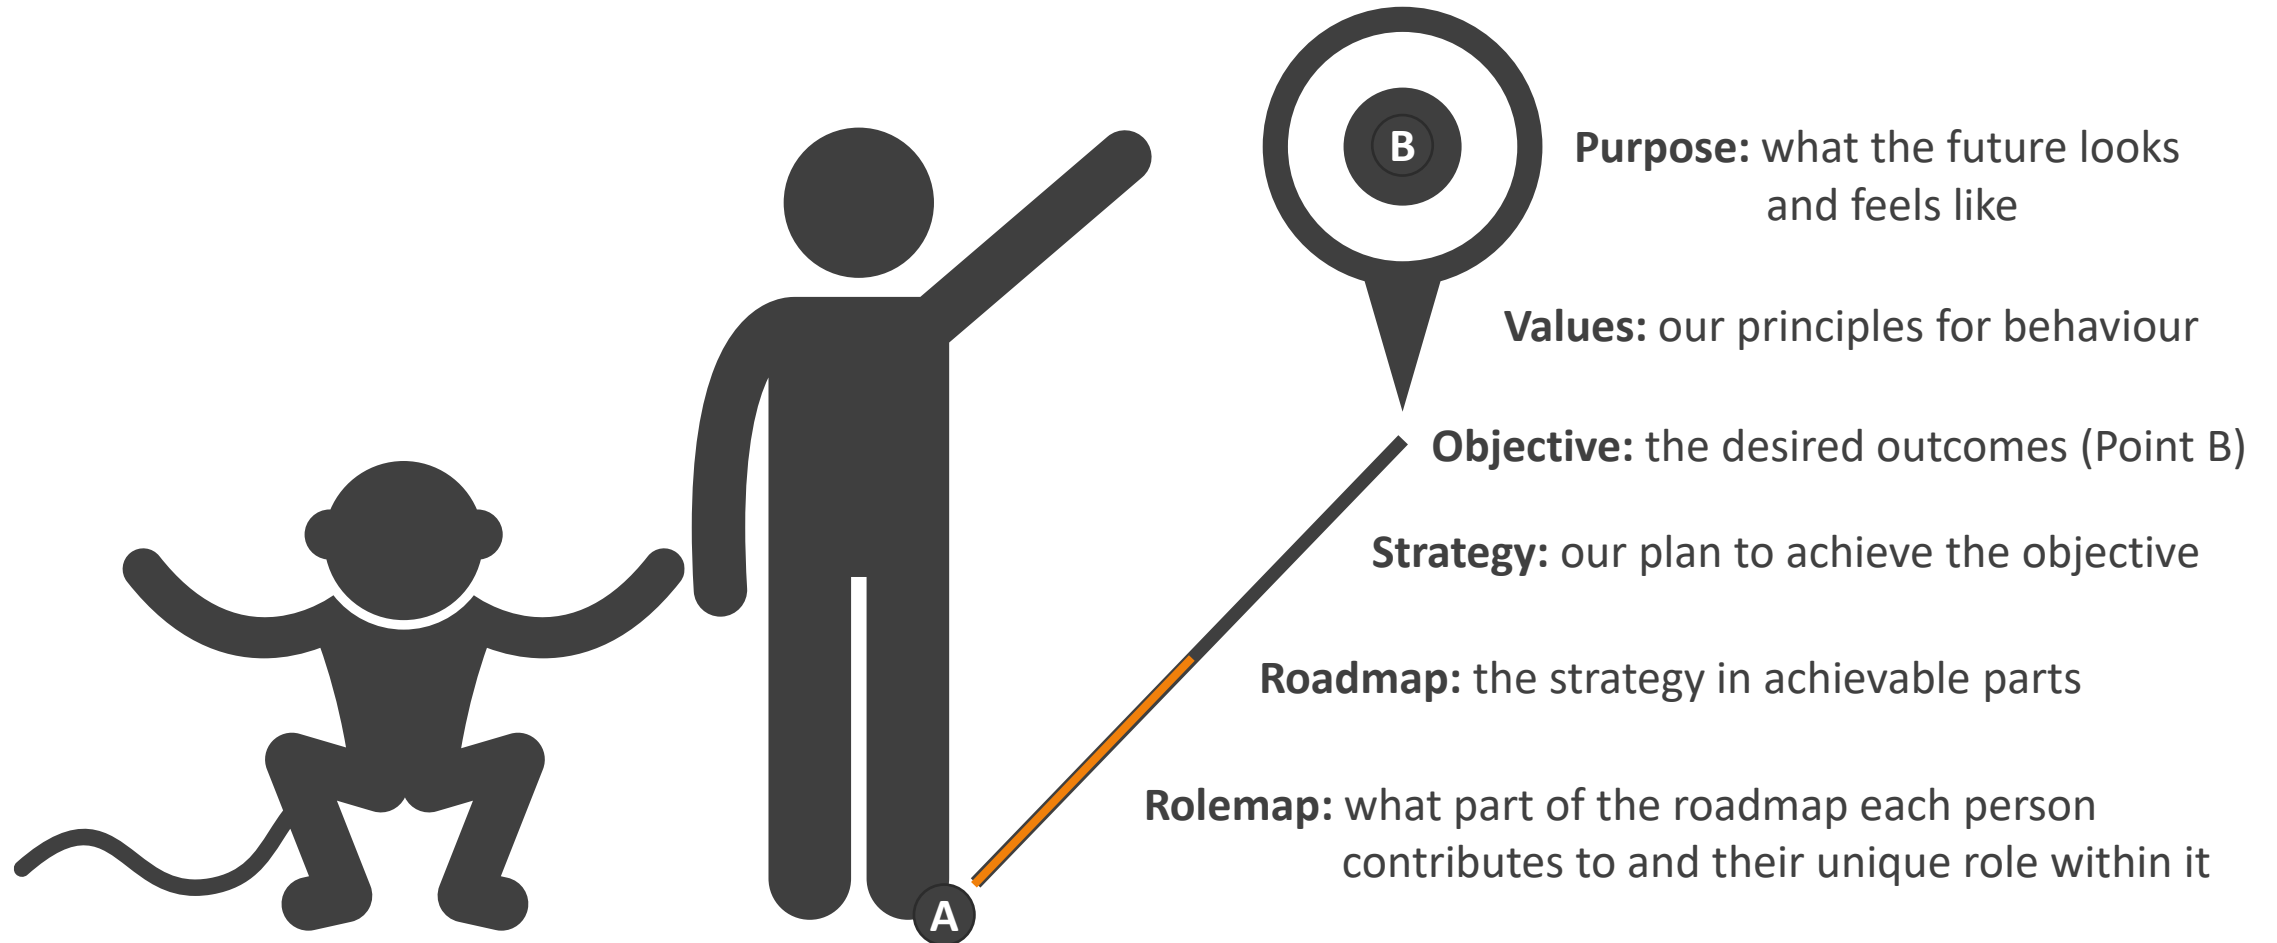 B
Purpose: what the future looks
and feels like
Values: our principles for behaviour
Objective: the desired outcomes (Point B)
Strategy: our plan to achieve the objective
Roadmap: the strategy in achievable parts
Rolemap: what part of the roadmap each person
contributes to and their unique role within it
A